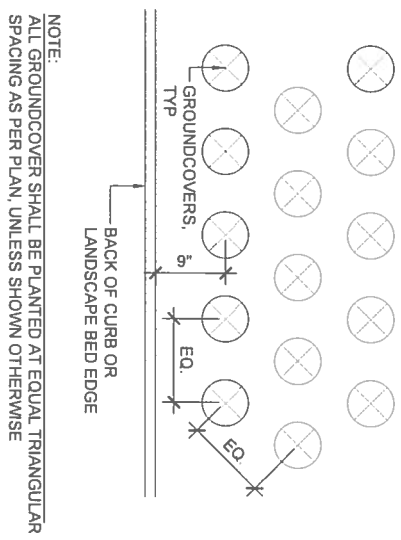 GROUNDCOVERS,
TYP
9"
BACK OF CURB OR
LANDSCAPE BED EDGE
EQ.
EQ.
NOTE:
ALL GROUNDCOVER SHALL BE PLANTED AT EQUAL TRIANGULAR
SPACING AS PER PLAN, UNLESS SHOWN OTHERWISE